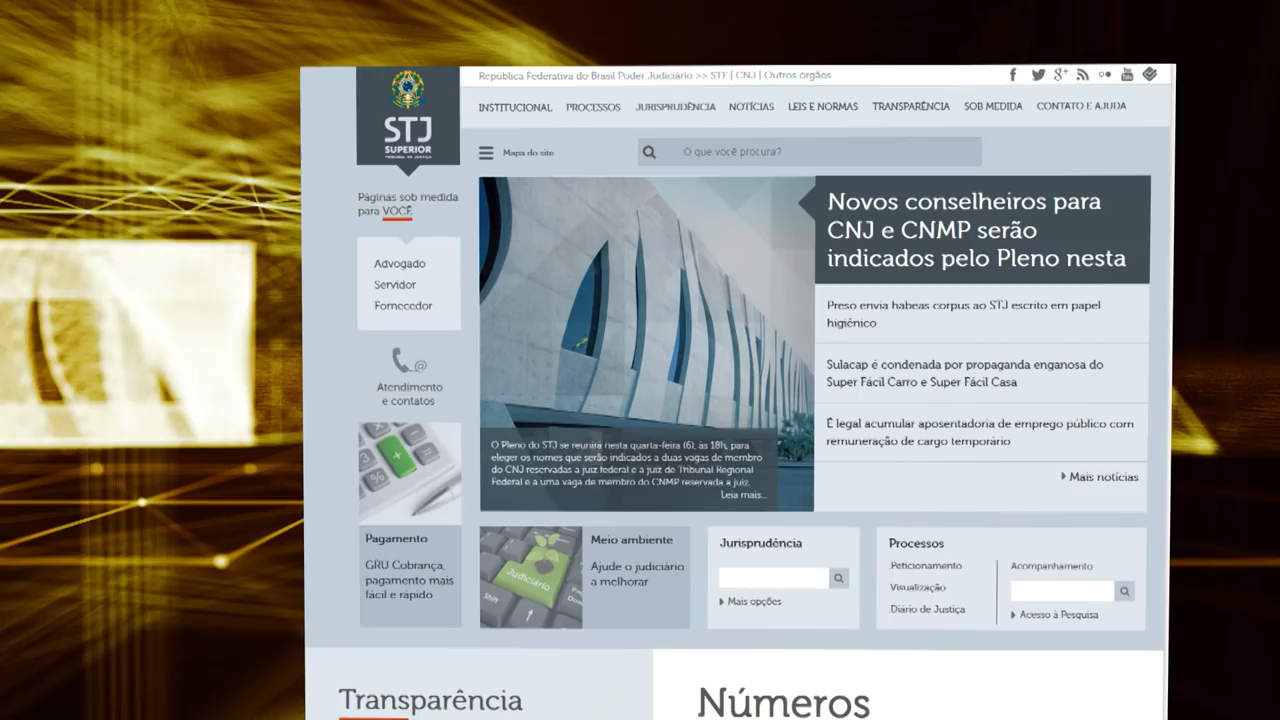 República Federativa do Brasil Poder Judiciário >> STF | CNJ | Outros órgãos
INSTITUCIONAL PROCESSOS JURISPRUDÊNCIA NOTÍCIAS LEIS E NORMAS TRANSPARÊNCIA SOB MEDIDA CONTATO E AJUDA
STJ
SUPERIOR
TRIBUNAL DE JUSTIÇA
Mapa do site
O que você procura?
Páginas sob medida
para VOCÊ
Advogado
Servidor
Fornecedor
Atendimento
e contatos
Pagamento
GRU Cobrança,
pagamento mais
fácil e rápido
Novos conselheiros para
CNJ e CNMP serão
indicados pelo Pleno nesta
O Pleno do STJ se reunirá nesta quarta-feira (6), às 18h, para
eleger os nomes que serão indicados a duas vagas de membro
do CNJ reservadas a juiz federal e a juiz de Tribunal Regional
Federal e a uma vaga de membro do CNMP reservada a juiz.
Leia mais...
Preso envia habeas corpus ao STJ escrito em papel
higiênico
Sulacap é condenada por propaganda enganosa do
Super Fácil Carro e Super Fácil Casa
É legal acumular aposentadoria de emprego público com
remuneração de cargo temporário
Mais notícias
Judiciário
Meio ambiente
Ajude o judiciário
a melhorar
Jurisprudência
Mais opções
Processos
Peticionamento
Visualização
Diário de Justiça
Acompanhamento
Acesso à Pesquisa
Transparência
Números